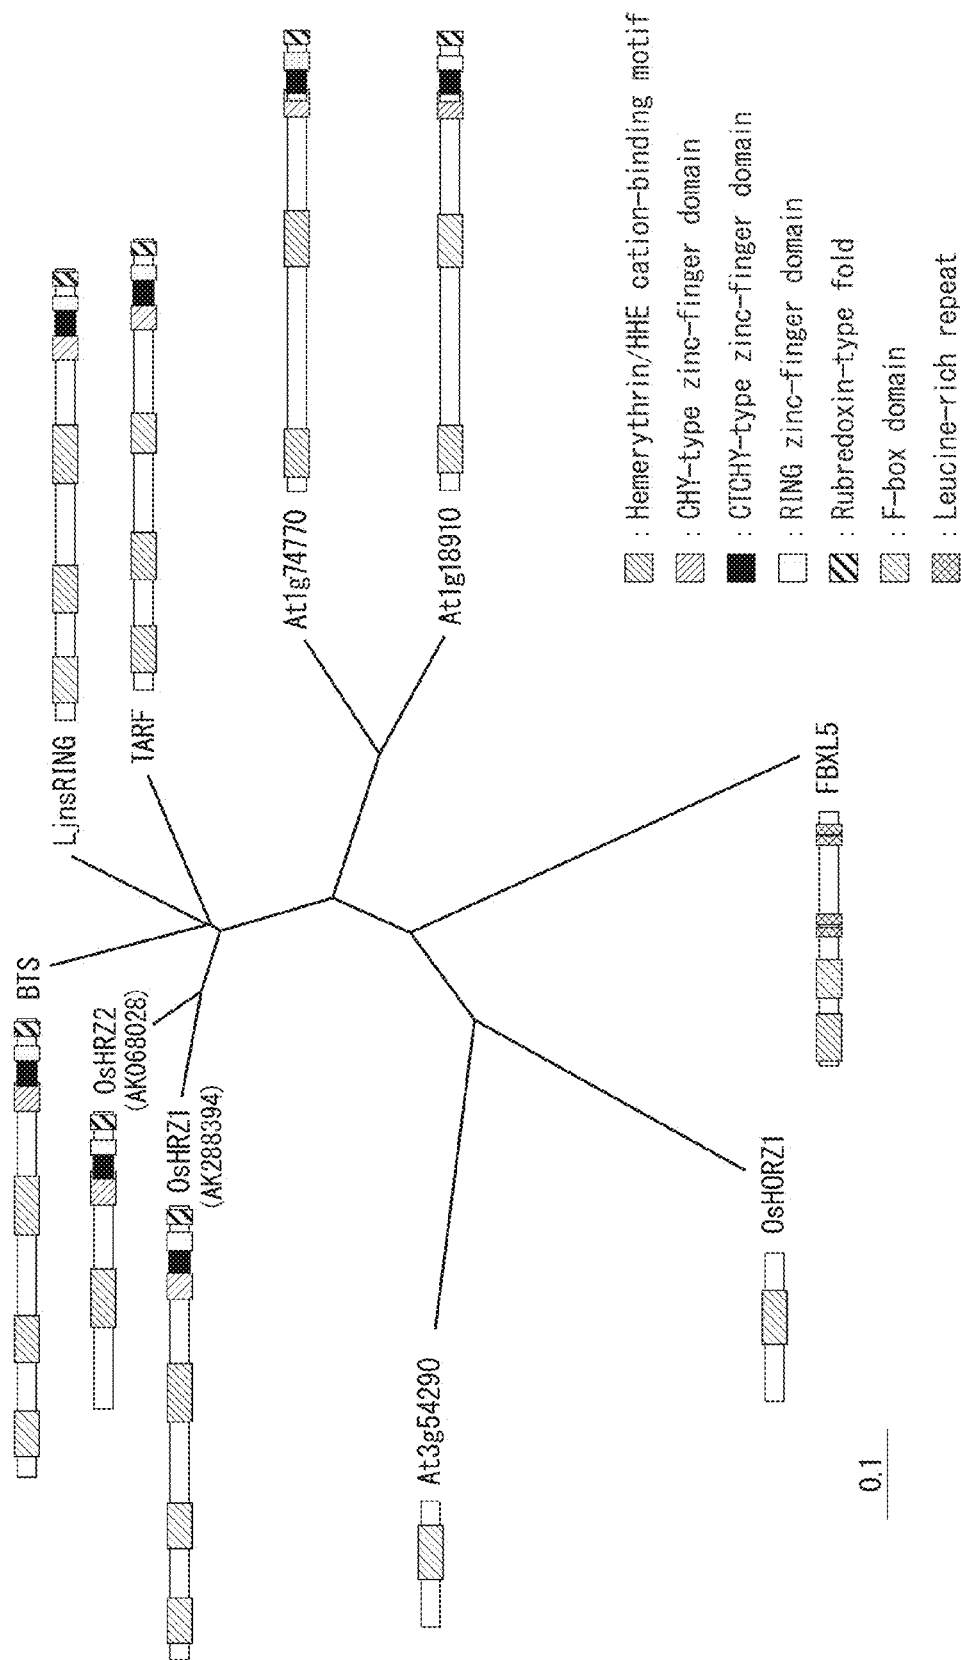 BTS
OsHRZ2
(AK068028)
OsHRZ1
(AK288394)
LjnsRING
TARF
At1g74770
At1g18910
At3g54290
OsHORZ1
FBXL5
0.1
: Hemerythrin/HHE cation-binding motif
: CHY-type zinc-finger domain
: CTCHY-type zinc-finger domain
: RING zinc-finger domain
: Rubredoxin-type fold
: F-box domain
: Leucine-rich repeat